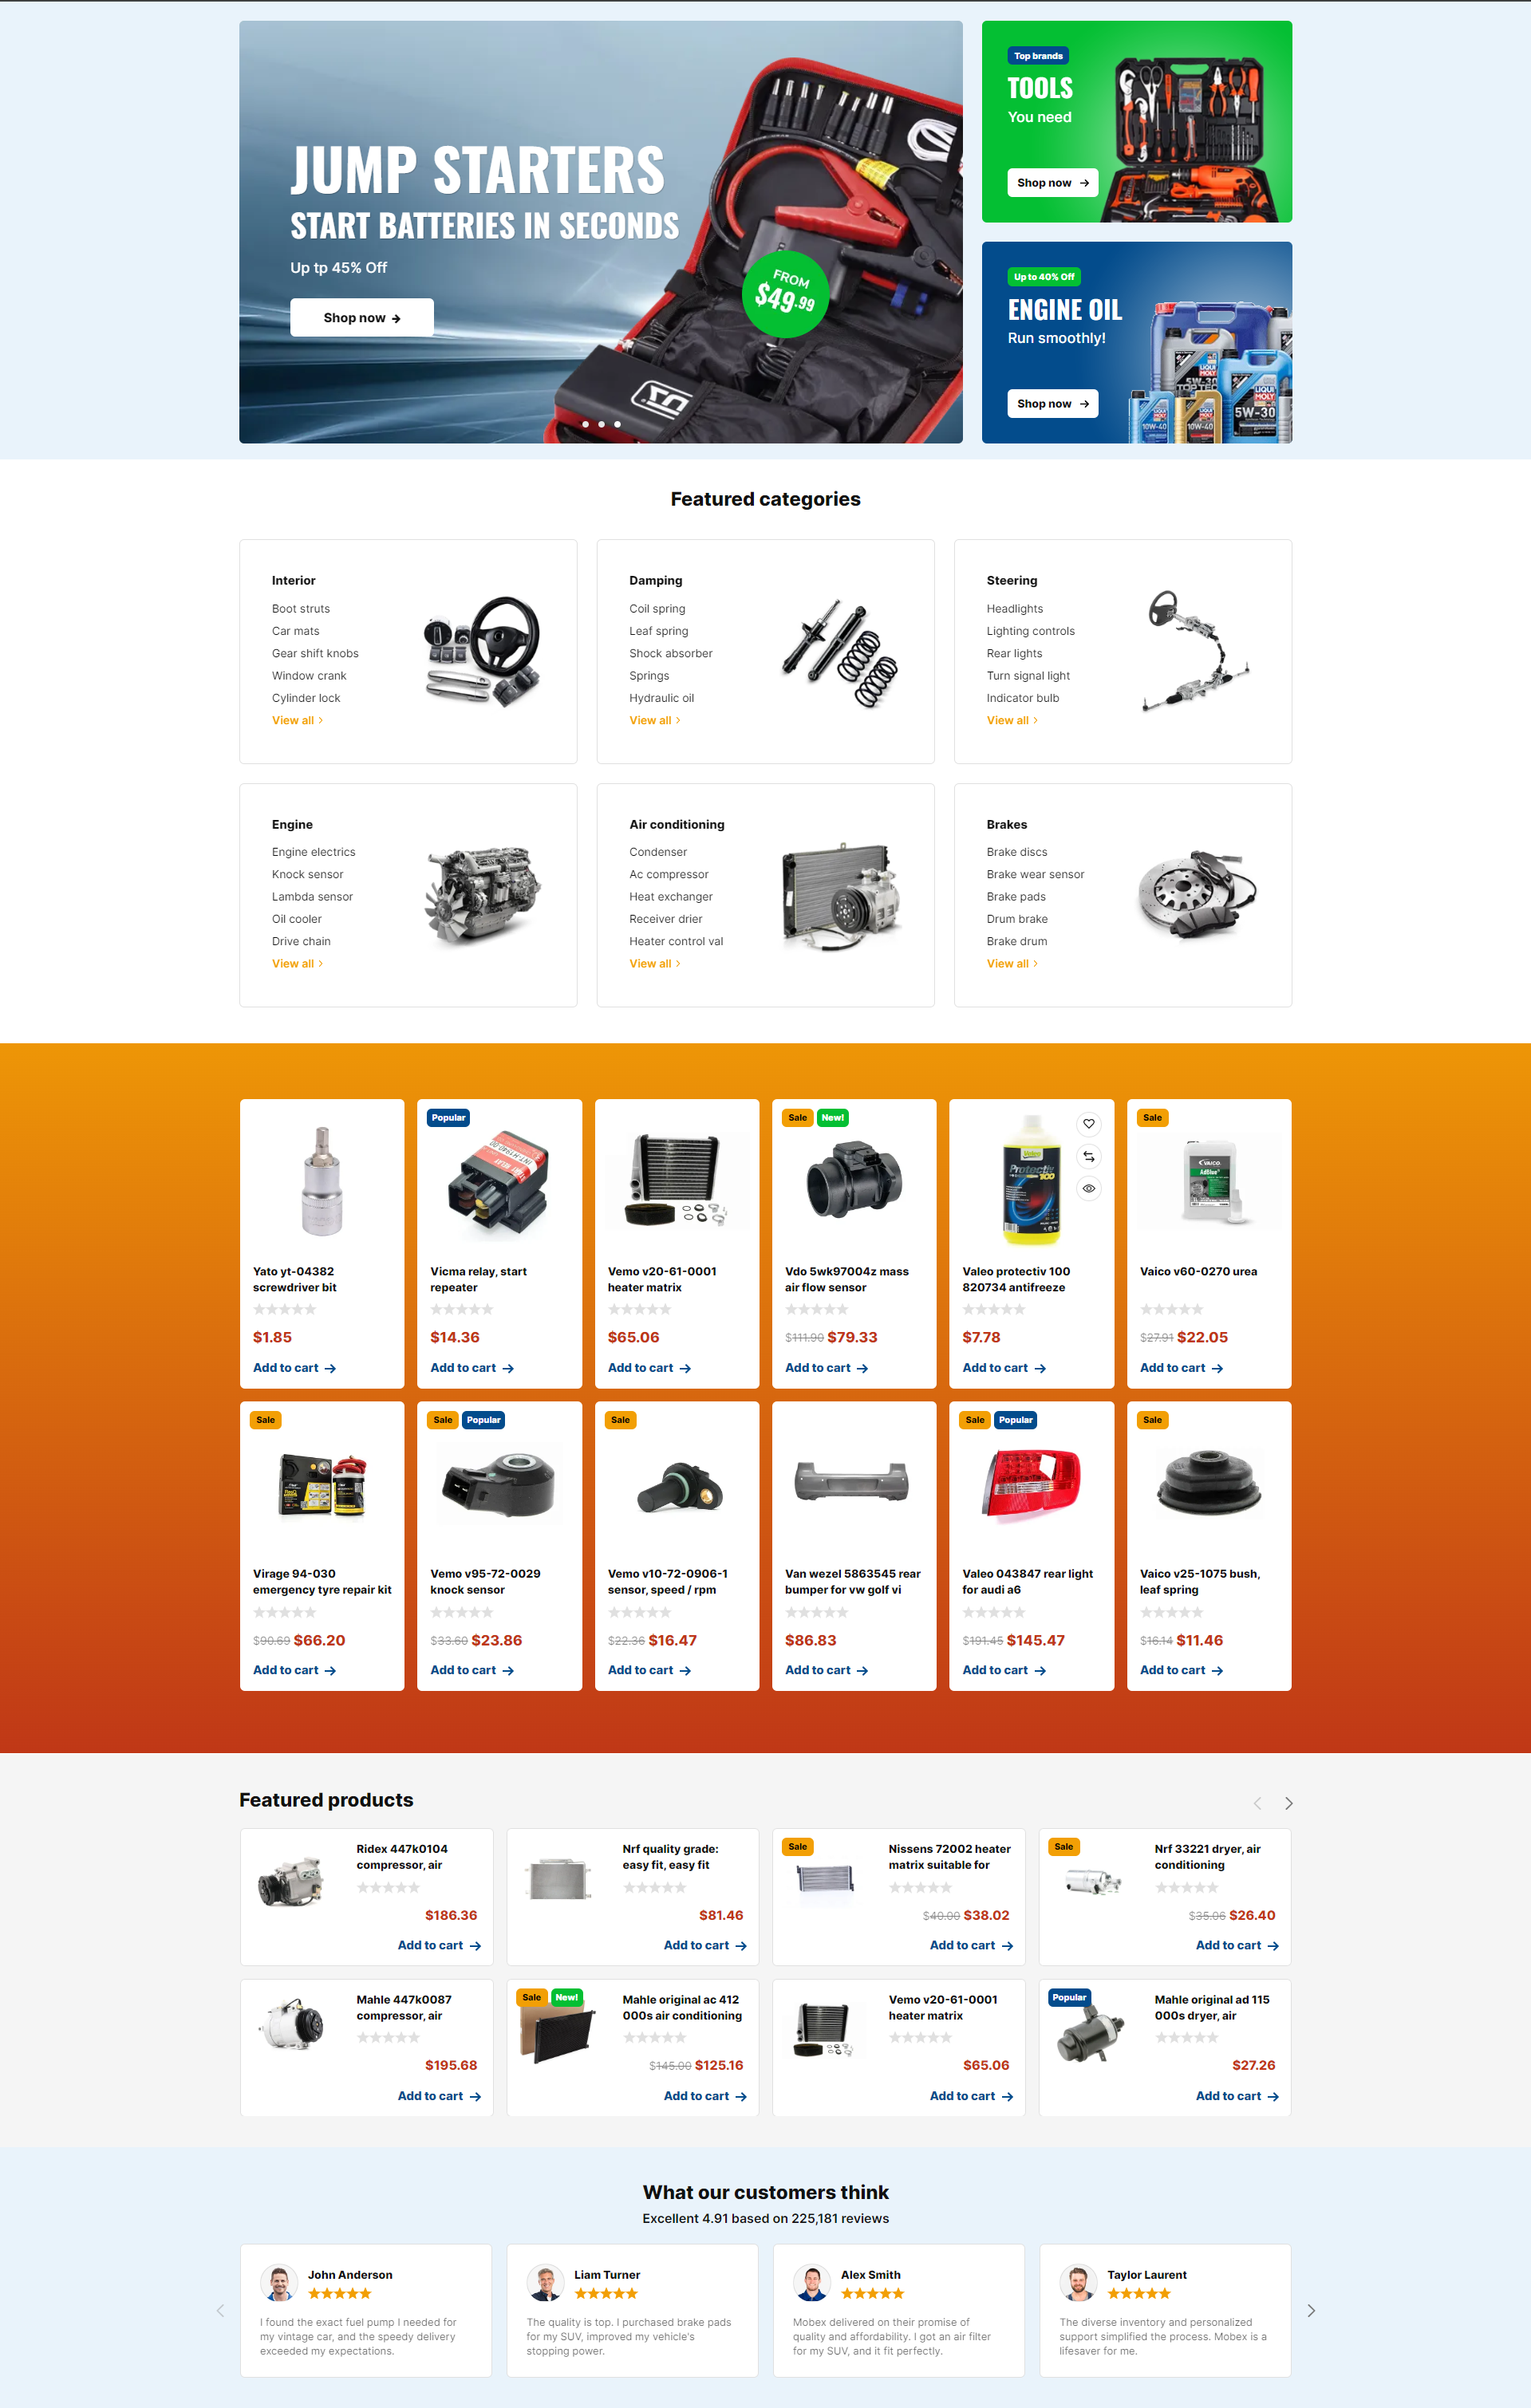 JUMP STARTERS
START BATTERIES IN SECONDS
Up tp 45% Off
Shop now
FROM
$49.99
Top brands
TOOLS
You need
Shop now
Up to 40% Off
ENGINE OIL
Run smoothly!
Shop now
LIQUI MOLY
5W-30
TOP TEC
LIQUI MOLY
5W-30
10W-40
10W-40
Featured categories
Interior
Boot struts
Car mats
Gear shift knobs
Window crank
Cylinder lock
View all
Damping
Coil spring
Leaf spring
Shock absorber
Springs
Hydraulic oil
View all
Steering
Headlights
Lighting controls
Rear lights
Turn signal light
Indicator bulb
View all
Engine
Engine electrics
Knock sensor
Lambda sensor
Oil cooler
Drive chain
View all
Air conditioning
Condenser
Ac compressor
Heat exchanger
Receiver drier
Heater control val
View all
Brakes
Brake discs
Brake wear sensor
Brake pads
Drum brake
Brake drum
View all
Yato yt-04382
screwdriver bit
$1.85
Add to cart
Popular
Vicma relay, start
repeater
$14.36
Add to cart
Vemo v20-61-0001
heater matrix
$65.06
Add to cart
Sale New!
Vdo 5wk97004z mass
air flow sensor
$111.90 $79.33
Add to cart
Valeo
Protectiv
100
Valeo protectiv 100
820734 antifreeze
$7.78
Add to cart
Sale
VAICO
AdBlue
Vaico v60-0270 urea
$27.91 $22.05
Add to cart
Sale
Virage 94-030
emergency tyre repair kit
$90.69 $66.20
Add to cart
Sale Popular
Vemo v95-72-0029
knock sensor
$33.60 $23.86
Add to cart
Sale
Vemo v10-72-0906-1
sensor, speed / rpm
$22.36 $16.47
Add to cart
Van wezel 5863545 rear
bumper for vw golf vi
$86.83
Add to cart
Sale Popular
Valeo 043847 rear light
for audi a6
$191.45 $145.47
Add to cart
Sale
Vaico v25-1075 bush,
leaf spring
$16.14 $11.46
Add to cart
Featured products
Ridex 447k0104
compressor, air
$186.36
Add to cart
Nrf quality grade:
easy fit, easy fit
$81.46
Add to cart
Sale
Nissens 72002 heater
matrix suitable for
$40.00 $38.02
Add to cart
Sale
Nrf 33221 dryer, air
conditioning
$35.06 $26.40
Add to cart
Mahle 447k0087
compressor, air
$195.68
Add to cart
Sale New!
Mahle original ac 412
000s air conditioning
$145.00 $125.16
Add to cart
Vemo v20-61-0001
heater matrix
$65.06
Add to cart
Popular
Mahle original ad 115
000s dryer, air
$27.26
Add to cart
What our customers think
Excellent 4.91 based on 225,181 reviews
John Anderson
I found the exact fuel pump I needed for
my vintage car, and the speedy delivery
exceeded my expectations.
Liam Turner
The quality is top. I purchased brake pads
for my SUV, improved my vehicle's
stopping power.
Alex Smith
Mobex delivered on their promise of
quality and affordability. I got an air filter
for my SUV, and it fit perfectly.
Taylor Laurent
The diverse inventory and personalized
support simplified the process. Mobex is a
lifesaver for me.